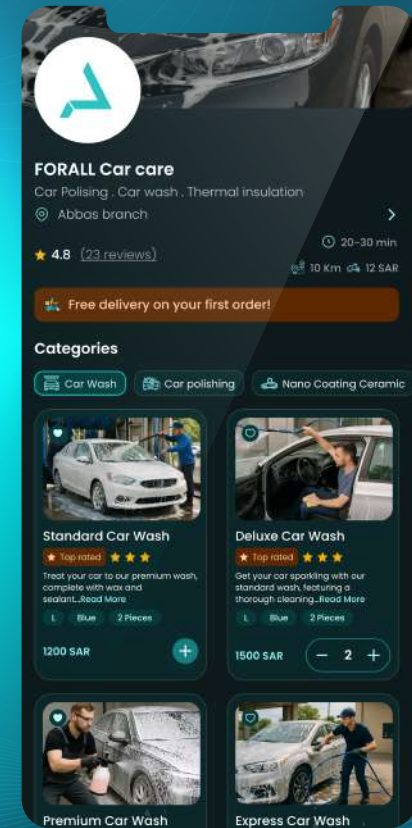 FORALL Car care
Car Polising . Car wash . Thermal insulation
Abbas branch
20-30 min
4.8 (23 reviews)
10 Km 12 SAR
Free delivery on your first order!
Categories
Car Wash Car polishing Nano Coating Ceramic
Standard Car Wash
Top rated
Treat your car to our premium wash,
complete with wax and
sealant...Read More
L Blue 2 Pieces
1200 SAR
Deluxe Car Wash
Top rated
Get your car sparkling with our
standard wash, featuring a
thorough cleaning...Read More
L Blue 2 Pieces
1500 SAR − 2 +
Premium Car Wash
Express Car Wash